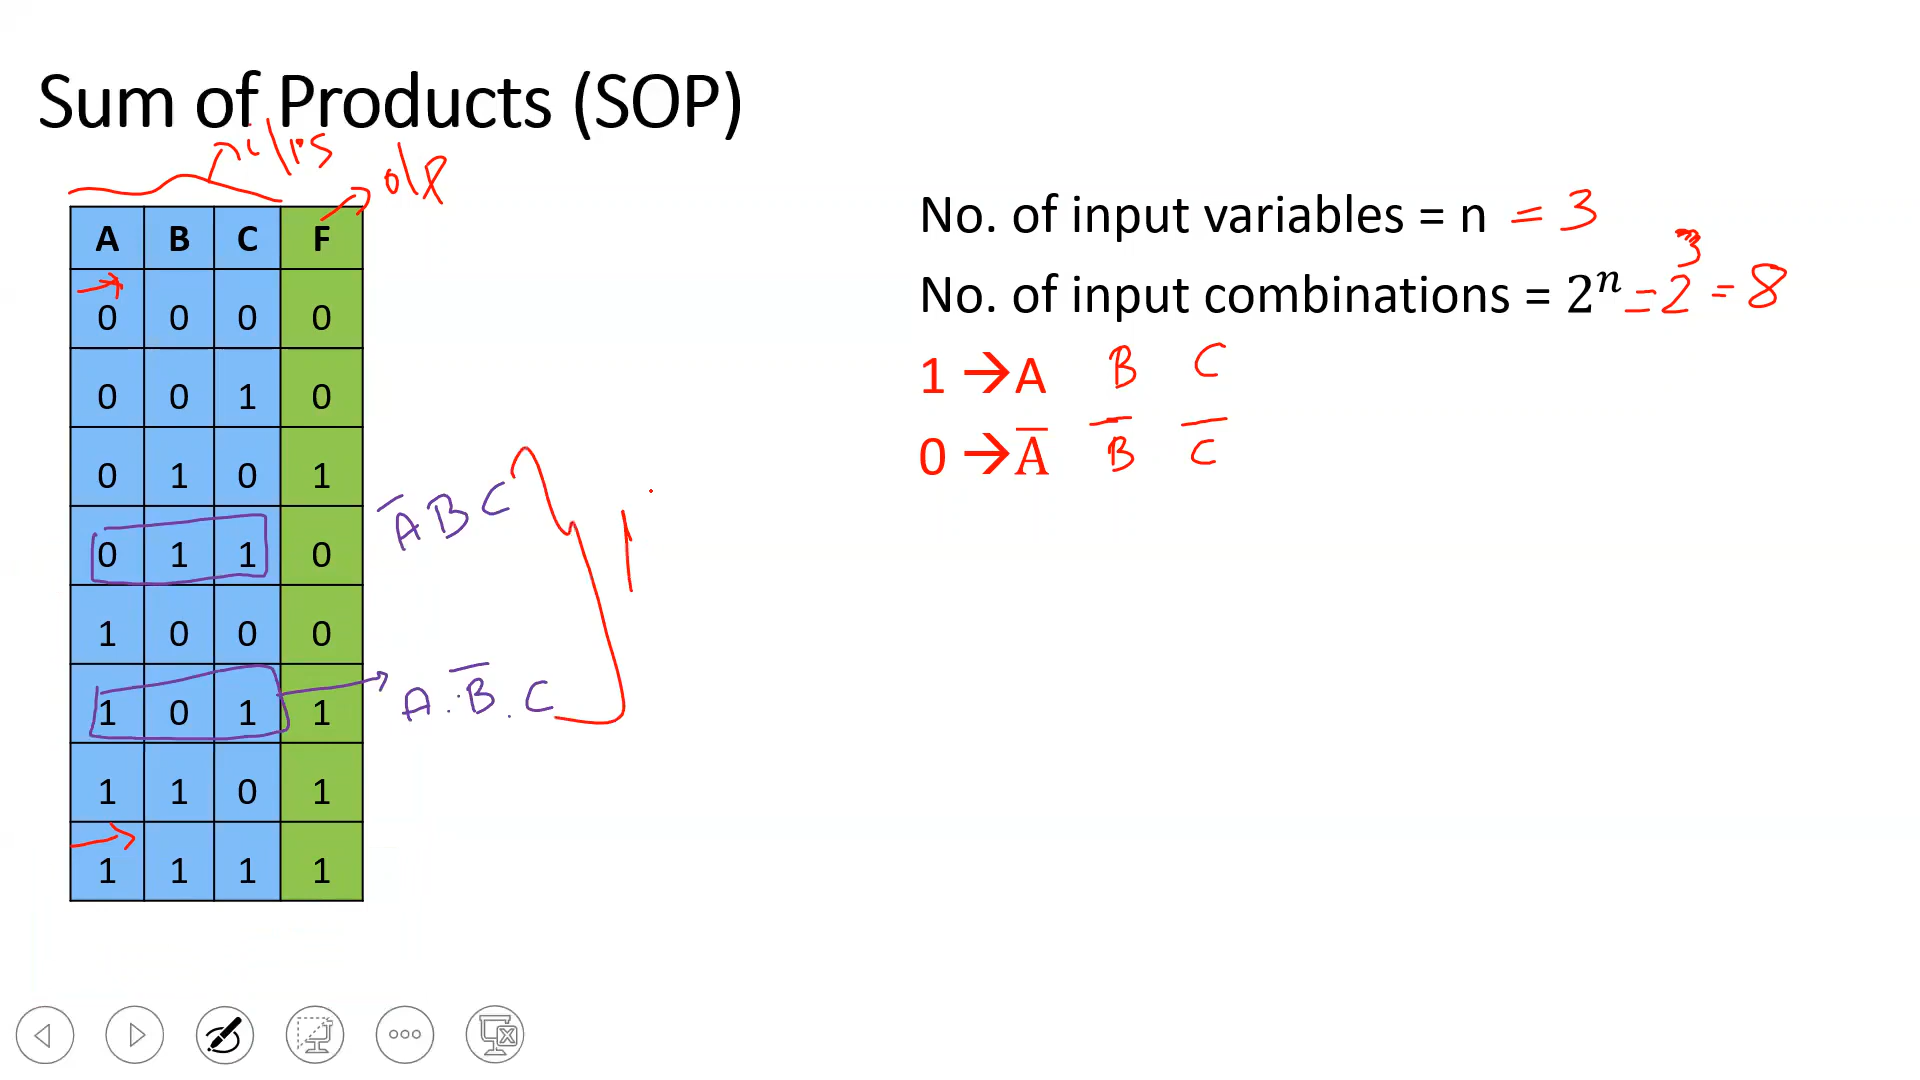 Sum of Products (SOP)
i/ps
o/p
A B C F
0 0 0 0
0 0 1 0
0 1 0 1
0 1 1 0
1 0 0 0
1 0 1 1
1 1 0 1
1 1 1 1
A̅ B C
A . B̅ . C
No. of input variables = n = 3
No. of input combinations = 2ⁿ = 2³ = 8
1 → A B C
0 → A̅ B̅ C̅